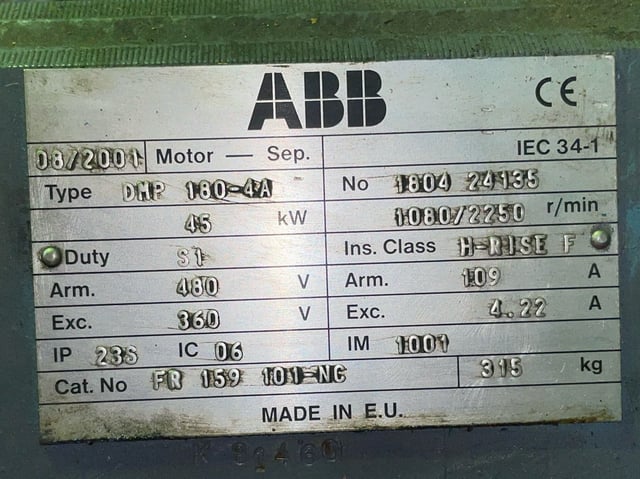 ABB CE
08/2001 Motor — Sep. IEC 34-1
Type DMP 180-4A No 1804 24135
45 kW 1080/2250 r/min
Duty S1 Ins. Class H-RISE F
Arm. 480 V Arm. 109 A
Exc. 360 V Exc. 4.22 A
IP 23S IC 06 IM 1001
Cat. No FR 159 101-NC 315 kg
MADE IN E.U.